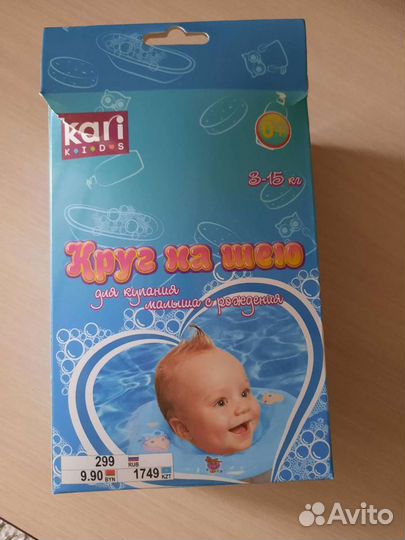 kari
KIDS
0+
3-15 кг
Круг на шею
для купания
малыша с рождения
299 RUB
9.90 BYN 1749 KZT
Avito